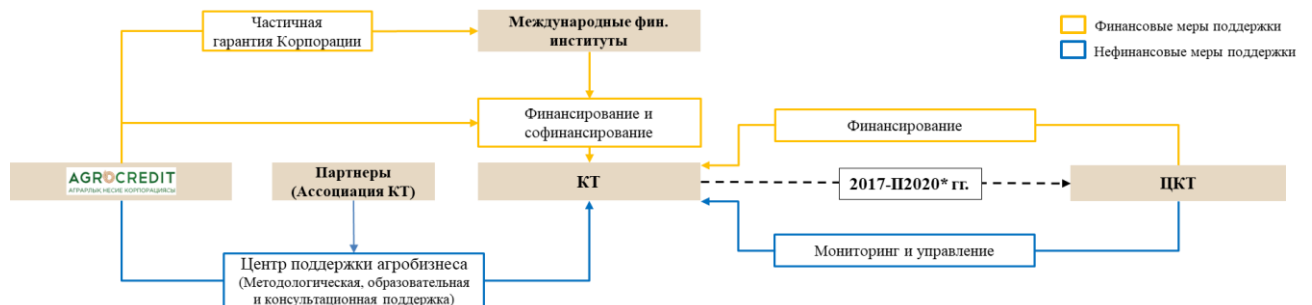 Частичная
гарантия Корпорации
Международные фин.
институты
Финансовые меры поддержки
Нефинансовые меры поддержки
Финансирование и
софинансирование
Финансирование
AGROCREDIT
АГРАРЛЫҚ НЕСИЕ КОРПОРАЦИЯСЫ
Партнеры
(Ассоциация КТ)
КТ
2017-II2020* гг.
ЦКТ
Центр поддержки агробизнеса
(Методологическая, образовательная
и консультационная поддержка)
Мониторинг и управление